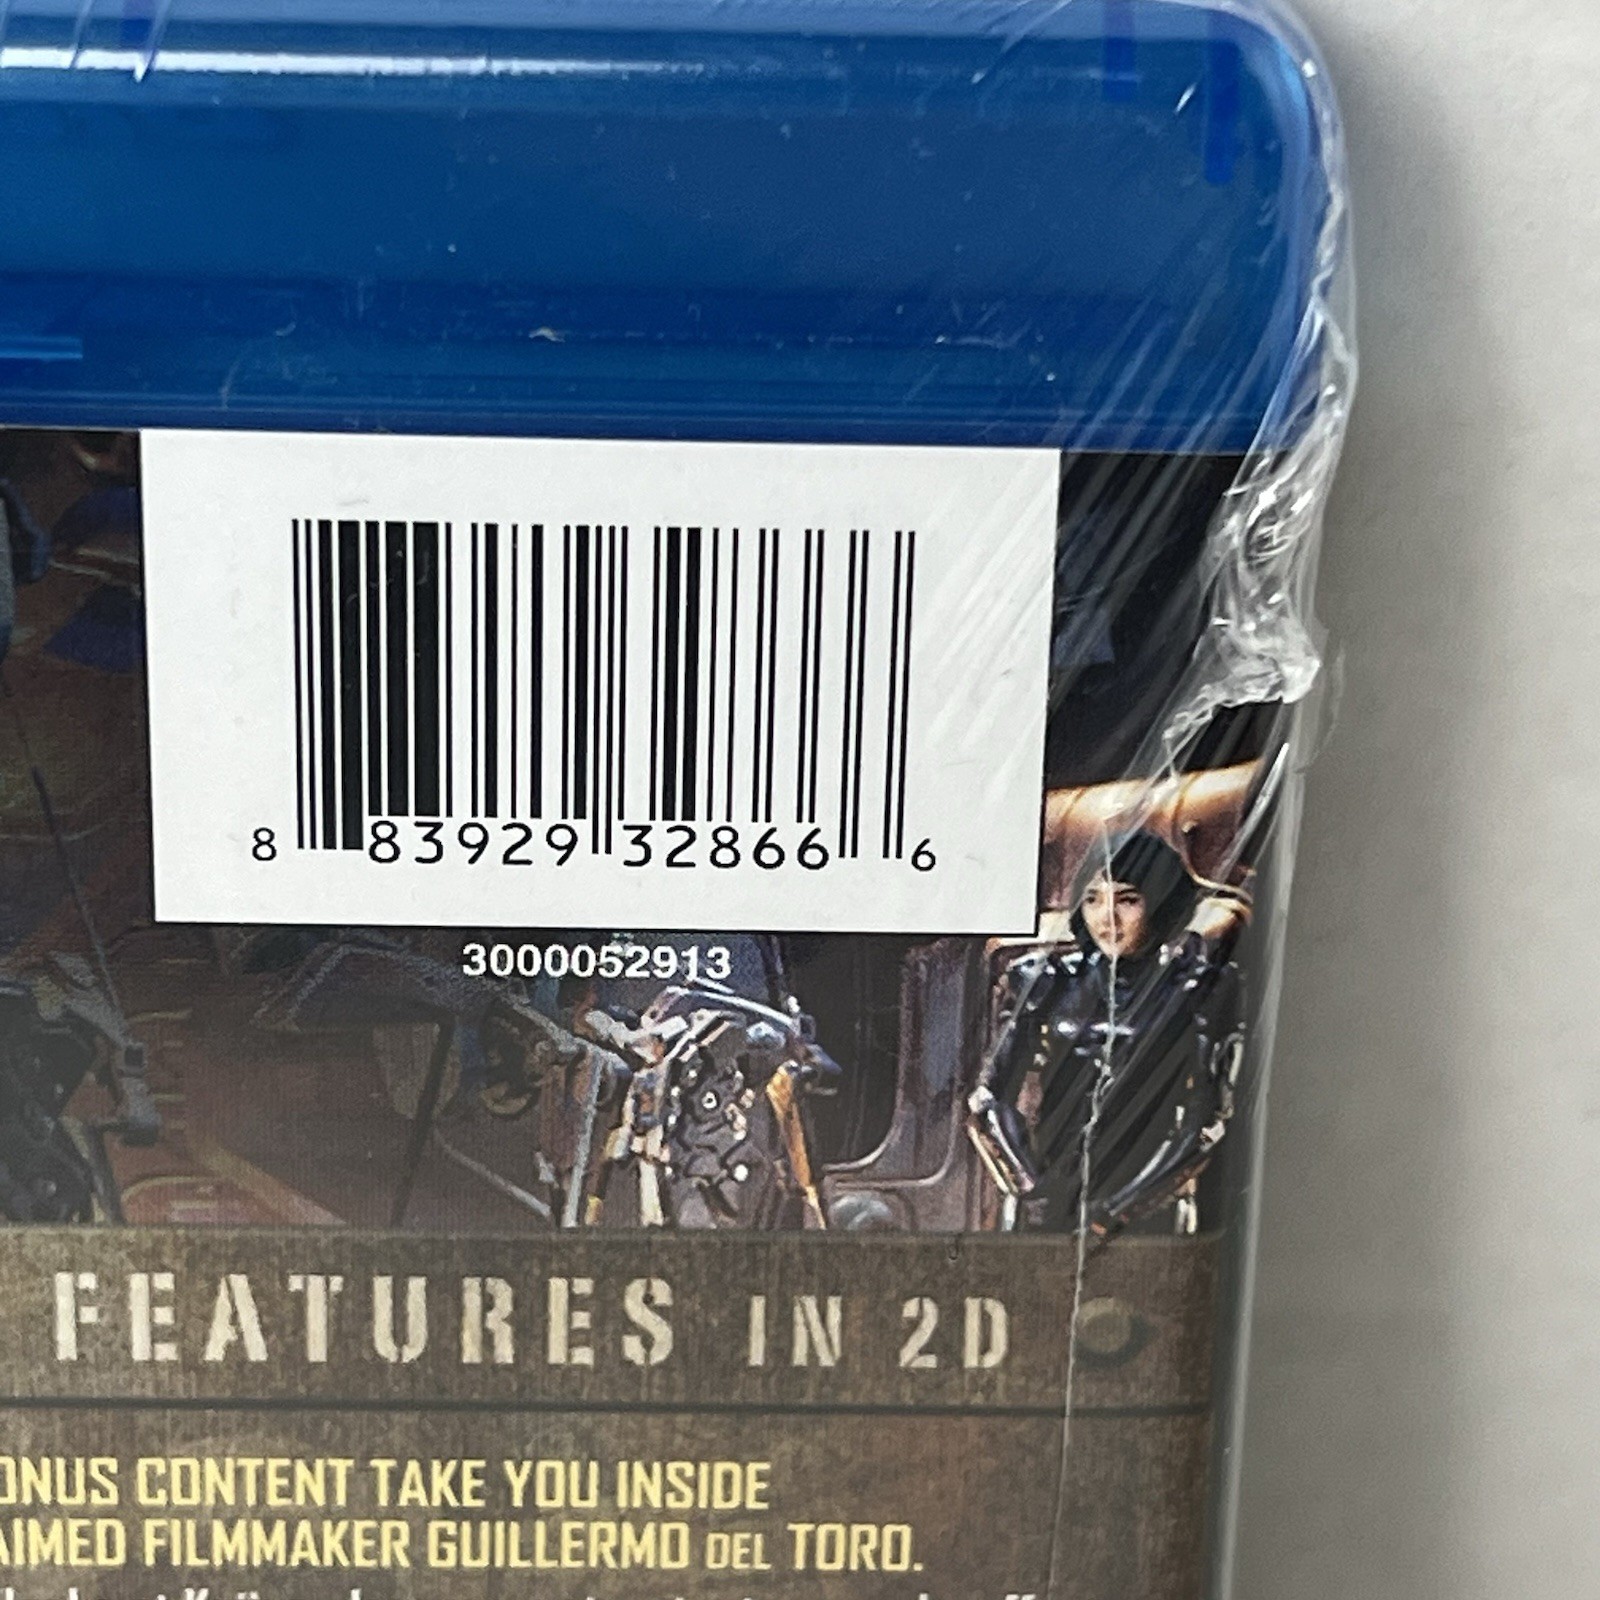 8 83929 32866 6
3000052913
FEATURES IN 2D
ONUS CONTENT TAKE YOU INSIDE
AIMED FILMMAKER GUILLERMO DEL TORO.